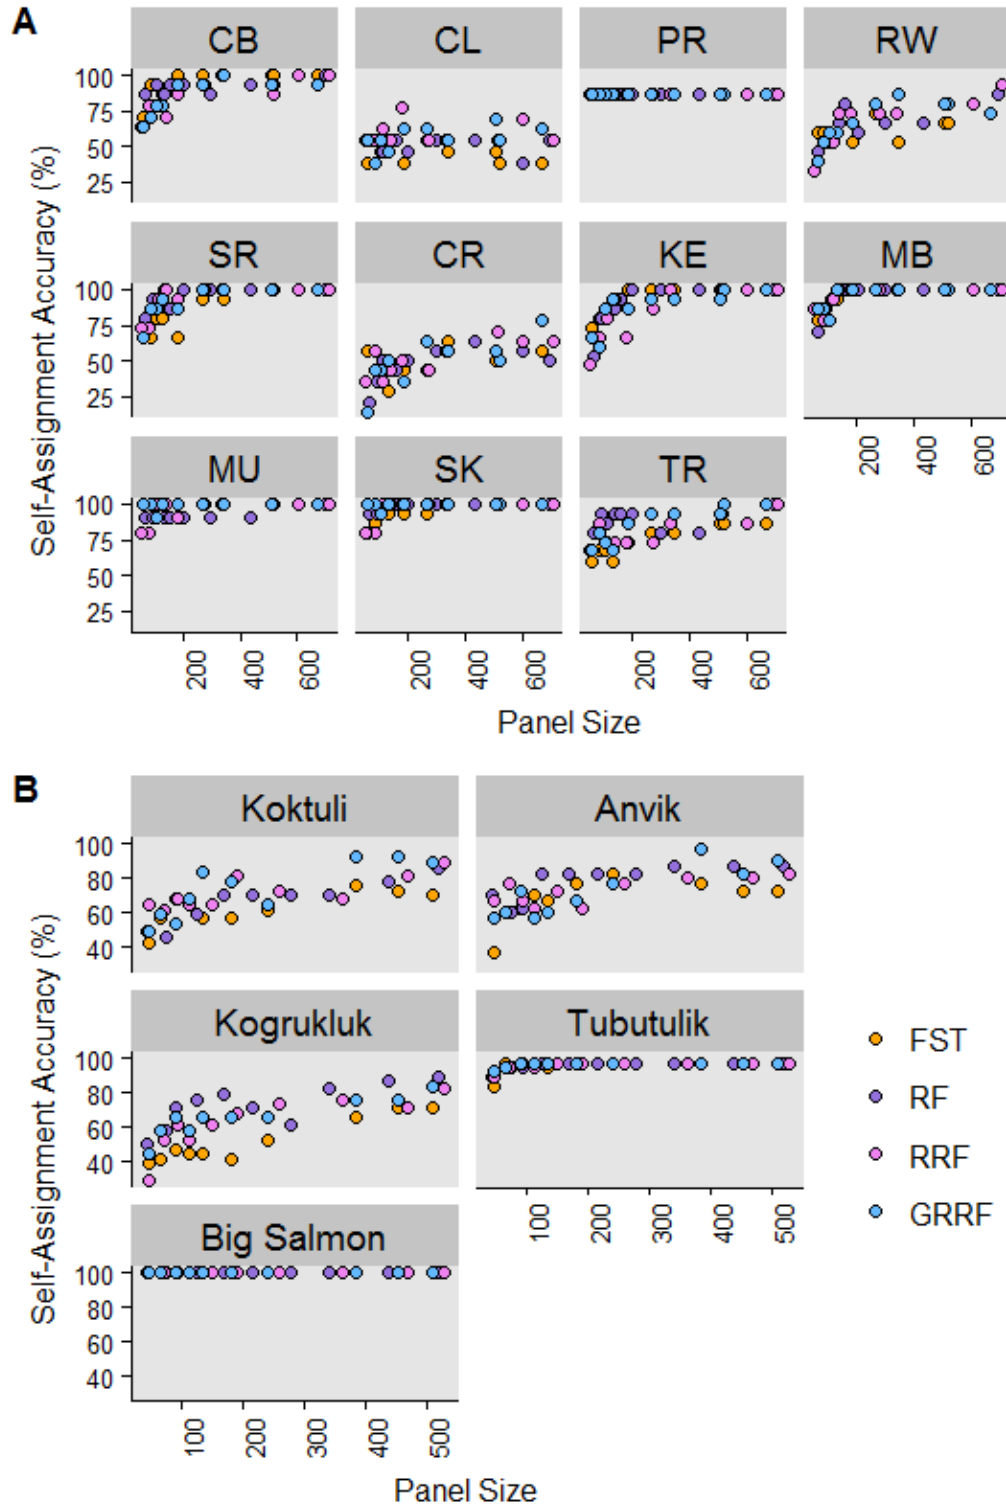 A
CB CL PR RW
100
75
50
25
SR CR KE MB
100
75
50
25
200 400 600
MU SK TR
100
75
50
25
200 400 600 200 400 600 200 400 600
Self-Assignment Accuracy (%)
Panel Size
B
Koktuli Anvik
100
80
60
40
Kogrukluk Tubutulik
100
80
60
40
100 200 300 400 500
Big Salmon
100
80
60
40
100 200 300 400 500
Self-Assignment Accuracy (%)
Panel Size
FST
RF
RRF
GRRF